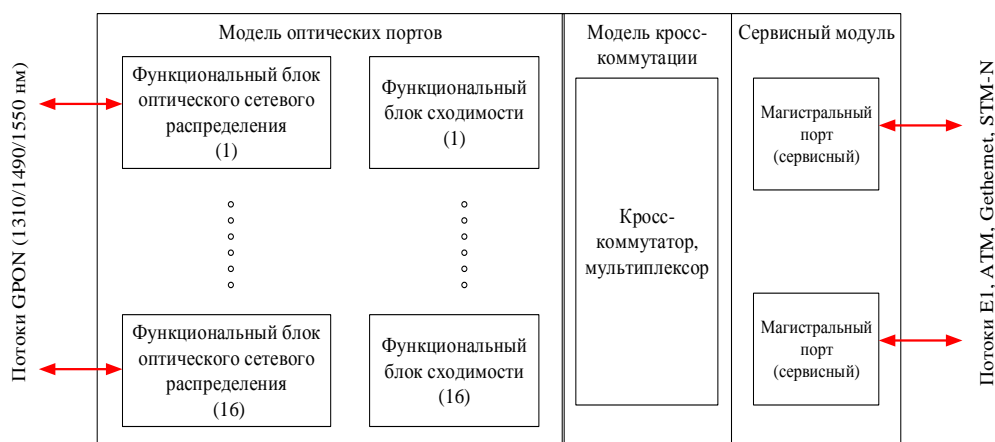 Модель оптических портов
Модель кросс-
коммутации
Сервисный модуль
Потоки GPON (1310/1490/1550 нм)
Функциональный блок
оптического сетевого
распределения
(1)
Функциональный
блок сходимости
(1)
Функциональный блок
оптического сетевого
распределения
(16)
Функциональный
блок сходимости
(16)
Кросс-
коммутатор,
мультиплексор
Магистральный
порт
(сервисный)
Магистральный
порт
(сервисный)
Потоки E1, ATM, Gethernet, STM-N